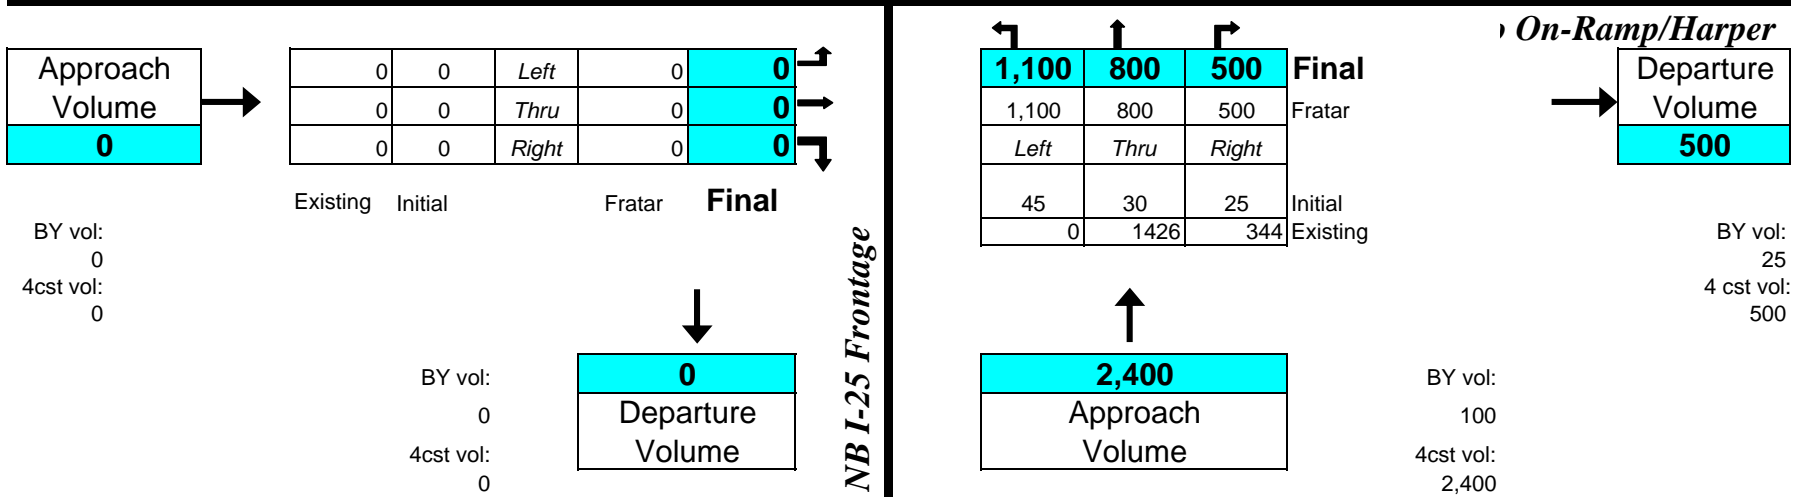 On-Ramp/Harper
Approach
Volume
0
0 0 Left 0 0
0 0 Thru 0 0
0 0 Right 0 0
Existing Initial Fratar Final
BY vol:
0
4cst vol:
0
BY vol:
0
4cst vol:
0
0
Departure
Volume
NB I-25 Frontage
1,100 800 500 Final
1,100 800 500 Fratar
Left Thru Right
45 30 25 Initial
0 1426 344 Existing
2,400
Approach
Volume
BY vol:
100
4cst vol:
2,400
Departure
Volume
500
BY vol:
25
4 cst vol:
500